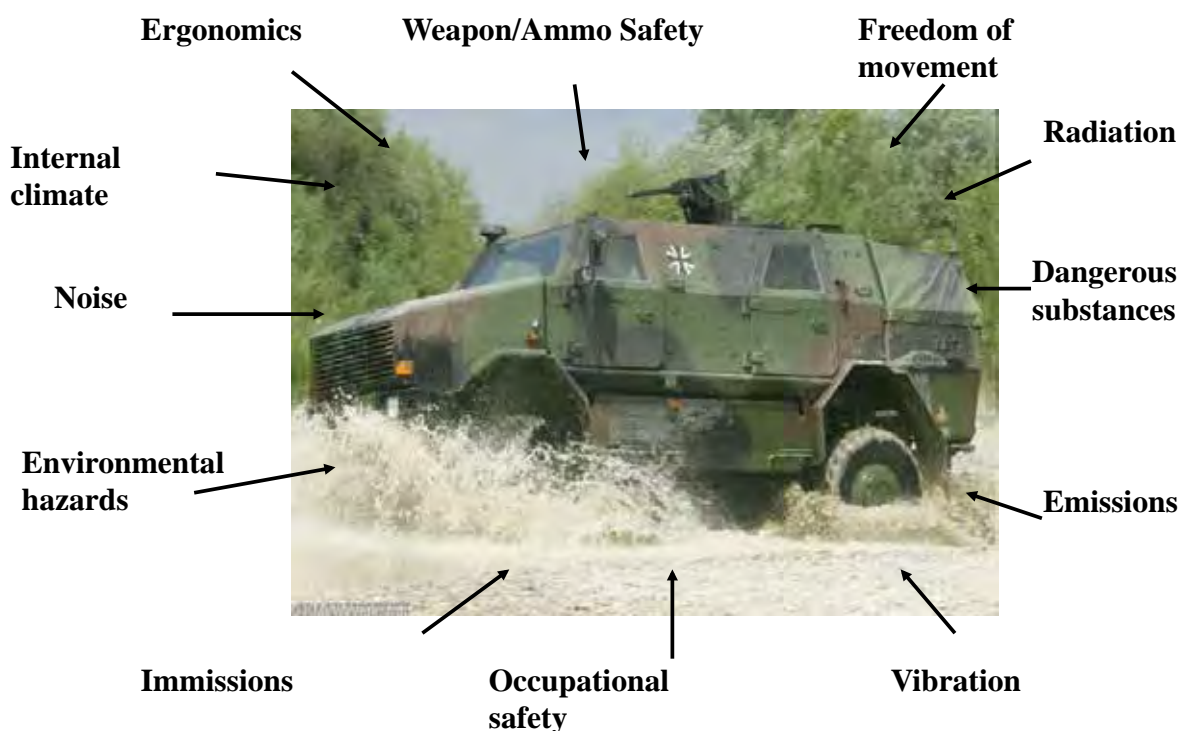 Ergonomics
Weapon/Ammo Safety
Freedom of
movement
Radiation
Internal
climate
Dangerous
substances
Noise
Environmental
hazards
Emissions
Immissions
Occupational
safety
Vibration